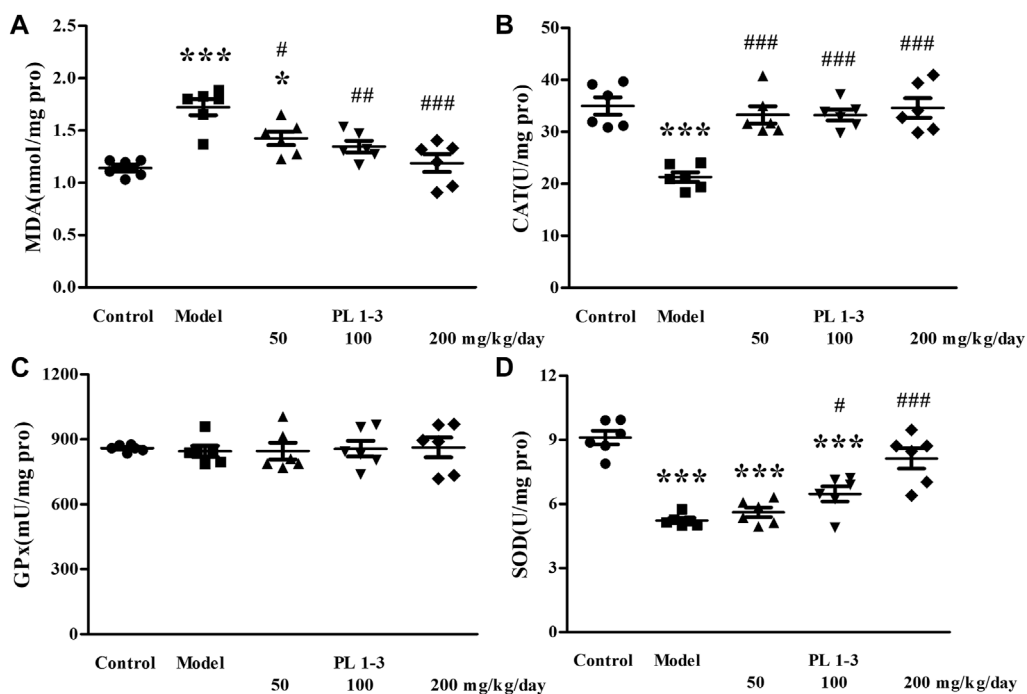 A
MDA(nmol/mg pro)
2.5
2.0
1.5
1.0
0.5
0.0
***
#
*
##
###
Control Model PL 1-3
50 100 200 mg/kg/day
B
CAT(U/mg pro)
50
40
30
20
10
0
***
###
###
###
Control Model PL 1-3
50 100 200 mg/kg/day
C
GPx(mU/mg pro)
1200
900
600
300
0
Control Model PL 1-3
50 100 200 mg/kg/day
D
SOD(U/mg pro)
12
9
6
3
0
***
***
#
***
###
Control Model PL 1-3
50 100 200 mg/kg/day